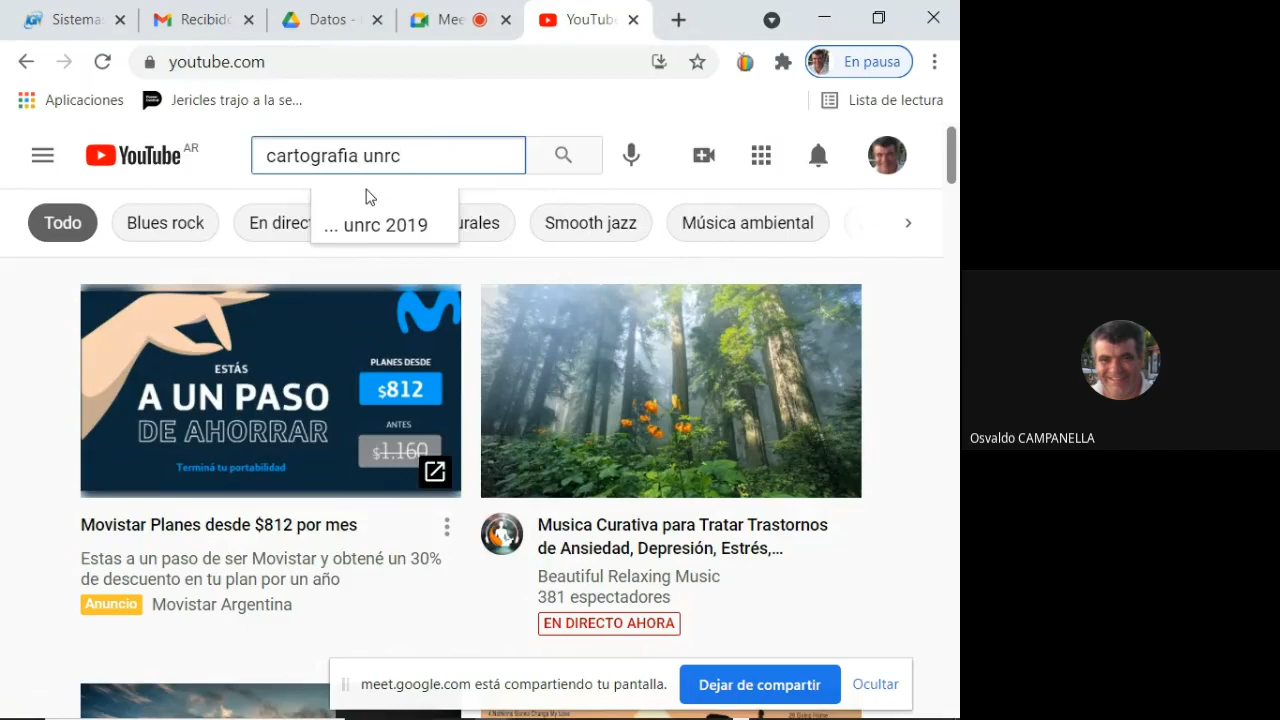 Sistema
Recibido
Datos -
Mee
YouTube
youtube.com
En pausa
Aplicaciones
Jericles trajo a la se...
Lista de lectura
YouTube AR
cartografia unrc
... unrc 2019
Todo
Blues rock
En direc
urales
Smooth jazz
Música ambiental
ESTÁS
A UN PASO
DE AHORRAR
Terminá tu portabilidad
PLANES DESDE
$812
ANTES
$1.160
Movistar Planes desde $812 por mes
Estas a un paso de ser Movistar y obtené un 30%
de descuento en tu plan por un año
Anuncio Movistar Argentina
Musica Curativa para Tratar Trastornos
de Ansiedad, Depresión, Estrés,...
Beautiful Relaxing Music
381 espectadores
EN DIRECTO AHORA
Osvaldo CAMPANELLA
meet.google.com está compartiendo tu pantalla.
Dejar de compartir
Ocultar